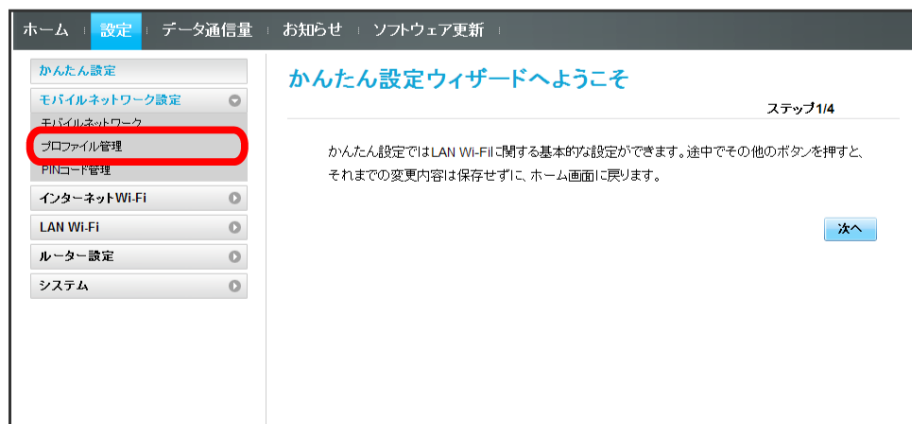 ホーム 設定 データ通信量 お知らせ ソフトウェア更新
かんたん設定
モバイルネットワーク設定
モバイルネットワーク
プロファイル管理
PINコード管理
インターネットWi-Fi
LAN Wi-Fi
ルーター設定
システム
かんたん設定ウィザードへようこそ
ステップ1/4
かんたん設定ではLAN Wi-Fiに関する基本的な設定ができます。途中でその他のボタンを押すと、
それまでの変更内容は保存せずに、ホーム画面に戻ります。
次へ